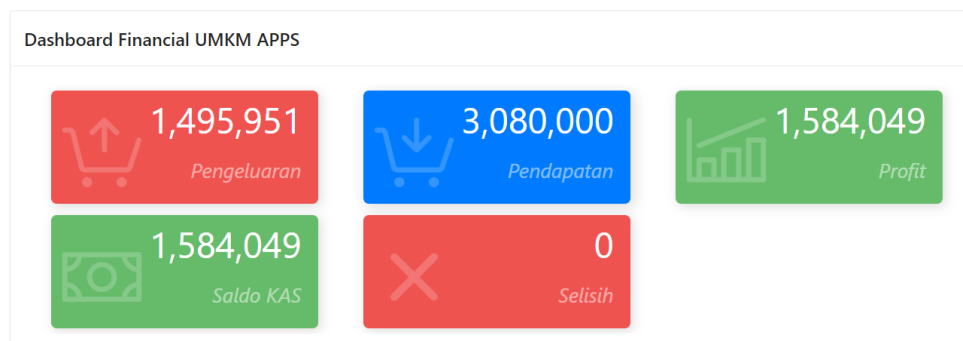 Dashboard Financial UMKM APPS
1,495,951
Pengeluaran
3,080,000
Pendapatan
1,584,049
Profit
1,584,049
Saldo KAS
0
Selisih